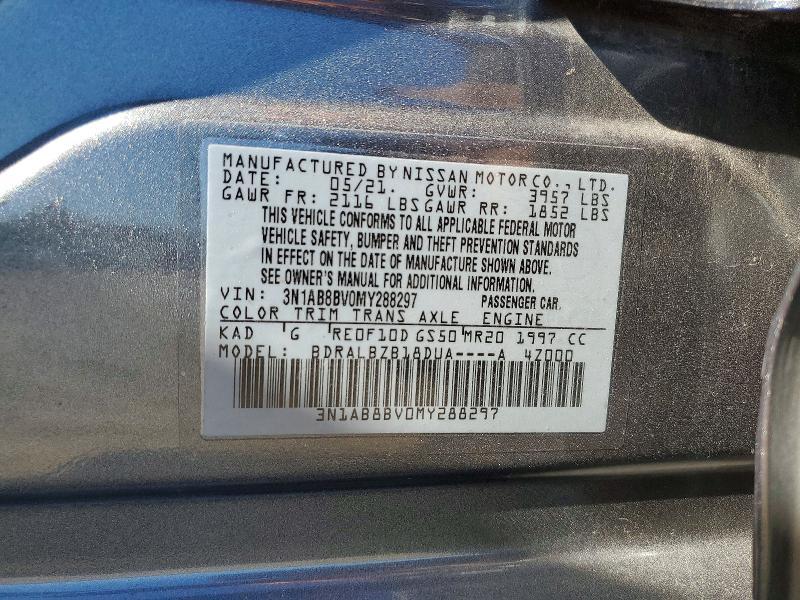 MANUFACTURED BY NISSAN MOTOR CO., LTD.
DATE: 05/21. GVWR: 3957 LBS
GAWR FR: 2116 LBS GAWR RR: 1852 LBS
THIS VEHICLE CONFORMS TO ALL APPLICABLE FEDERAL MOTOR
VEHICLE SAFETY, BUMPER AND THEFT PREVENTION STANDARDS
IN EFFECT ON THE DATE OF MANUFACTURE SHOWN ABOVE.
SEE OWNER'S MANUAL FOR ADDITIONAL INFORMATION.
VIN: 3N1AB8BV0MY288297 PASSENGER CAR.
COLOR TRIM TRANS AXLE ENGINE
KAD G RE0F10D GS50 MR20 1997 CC
MODEL: BDRALBZB18DUA----A 4Z000
3N1AB8BV0MY288297